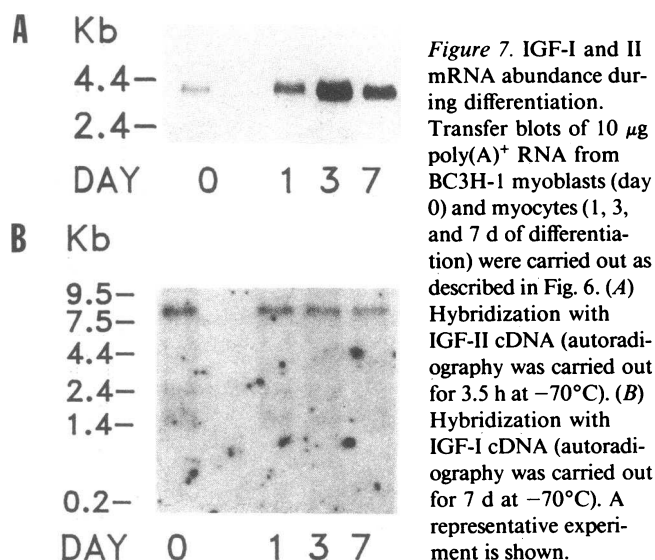 A Kb
4.4–
2.4–
DAY 0 1 3 7
B Kb
9.5–
7.5–
4.4–
2.4–
1.4–
0.2–
DAY 0 1 3 7
Figure 7. IGF-I and II
mRNA abundance dur-
ing differentiation.
Transfer blots of 10 μg
poly(A)⁺ RNA from
BC3H-1 myoblasts (day
0) and myocytes (1, 3,
and 7 d of differentia-
tion) were carried out as
described in Fig. 6. (A)
Hybridization with
IGF-II cDNA (autoradi-
ography was carried out
for 3.5 h at −70°C). (B)
Hybridization with
IGF-I cDNA (autoradi-
ography was carried out
for 7 d at −70°C). A
representative experi-
ment is shown.